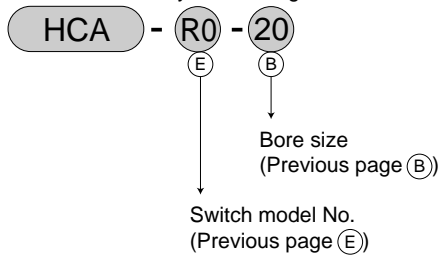 HCA - R0 - 20
E B
Bore size
(Previous page B)
Switch model No.
(Previous page E)